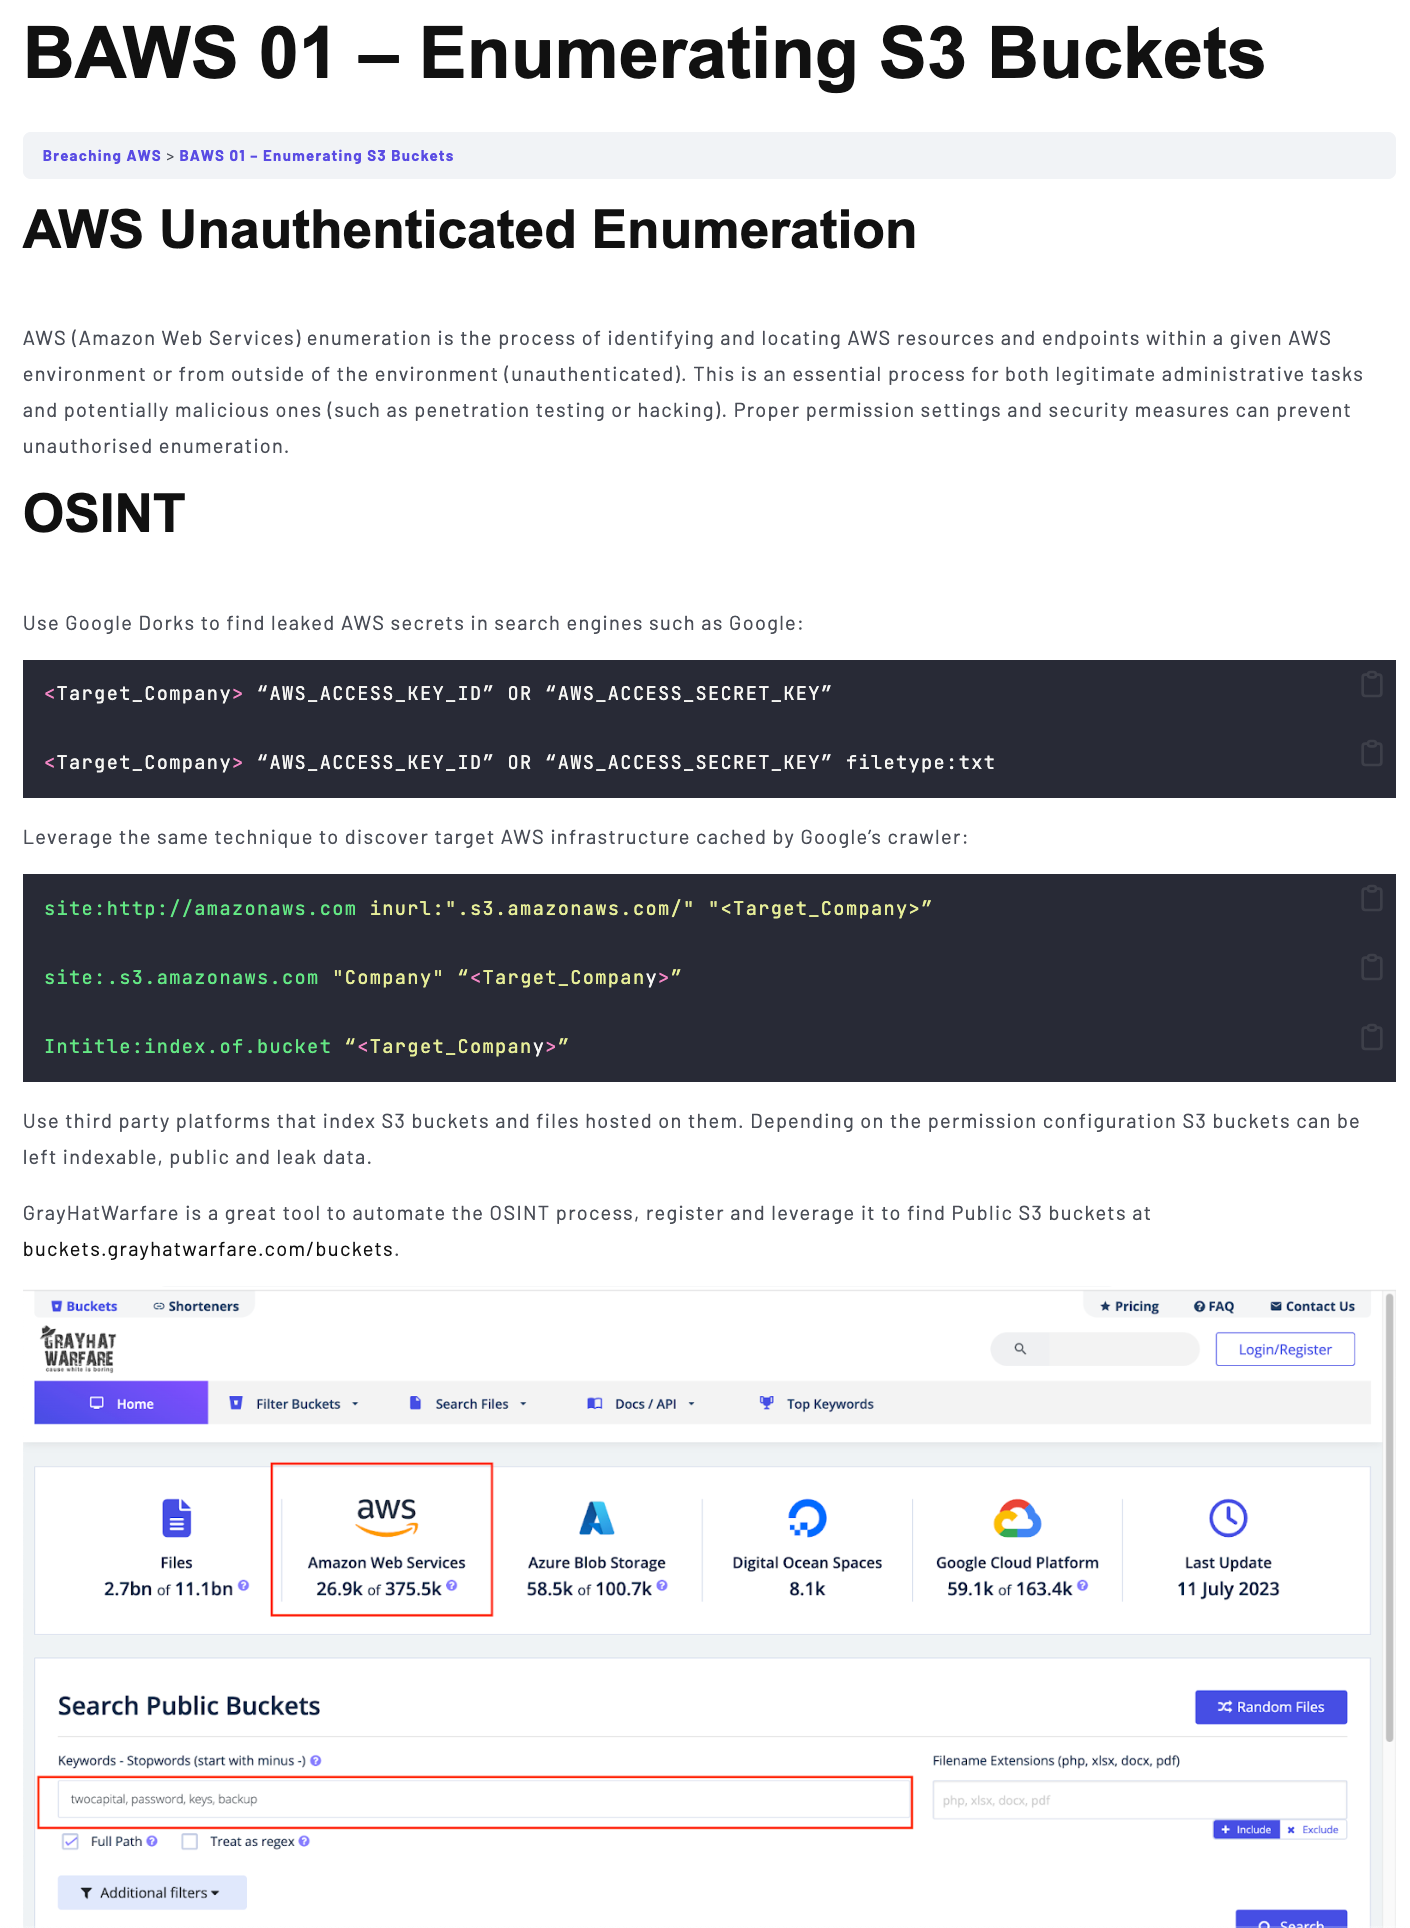 BAWS 01 – Enumerating S3 Buckets
Breaching AWS > BAWS 01 – Enumerating S3 Buckets
AWS Unauthenticated Enumeration
AWS (Amazon Web Services) enumeration is the process of identifying and locating AWS resources and endpoints within a given AWS
environment or from outside of the environment (unauthenticated). This is an essential process for both legitimate administrative tasks
and potentially malicious ones (such as penetration testing or hacking). Proper permission settings and security measures can prevent
unauthorised enumeration.
OSINT
Use Google Dorks to find leaked AWS secrets in search engines such as Google:
<Target_Company> “AWS_ACCESS_KEY_ID” OR “AWS_ACCESS_SECRET_KEY”
<Target_Company> “AWS_ACCESS_KEY_ID” OR “AWS_ACCESS_SECRET_KEY” filetype:txt
Leverage the same technique to discover target AWS infrastructure cached by Google’s crawler:
site:http://amazonaws.com inurl:".s3.amazonaws.com/" "<Target_Company>”
site:.s3.amazonaws.com "Company" “<Target_Company>”
Intitle:index.of.bucket “<Target_Company>”
Use third party platforms that index S3 buckets and files hosted on them. Depending on the permission configuration S3 buckets can be
left indexable, public and leak data.
GrayHatWarfare is a great tool to automate the OSINT process, register and leverage it to find Public S3 buckets at
buckets.grayhatwarfare.com/buckets.
Buckets Shorteners Pricing FAQ Contact Us
GRAYHAT
WARFARE
cause white is boring
Login/Register
Home Filter Buckets Search Files Docs / API Top Keywords
aws
Files Amazon Web Services Azure Blob Storage Digital Ocean Spaces Google Cloud Platform Last Update
2.7bn of 11.1bn 26.9k of 375.5k 58.5k of 100.7k 8.1k 59.1k of 163.4k 11 July 2023
Search Public Buckets Random Files
Keywords - Stopwords (start with minus -) Filename Extensions (php, xlsx, docx, pdf)
twocapital, password, keys, backup php, xlsx, docx, pdf
+ Include × Exclude
Full Path Treat as regex
Additional filters
Search